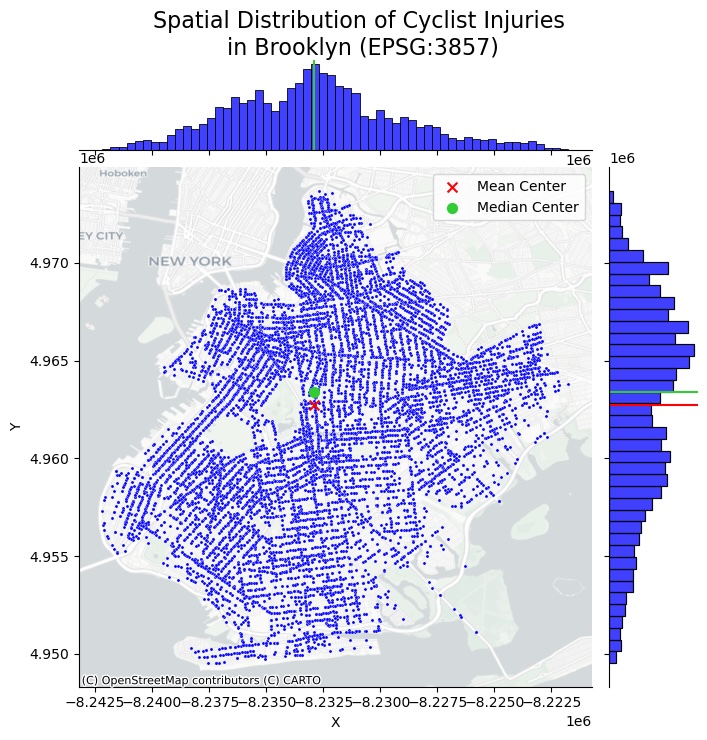 Spatial Distribution of Cyclist Injuries
in Brooklyn (EPSG:3857)
1e6
1e6
1e6
Hoboken
EY CITY
NEW YORK
Mean Center
Median Center
4.970
4.965
4.960
4.955
4.950
Y
(C) OpenStreetMap contributors (C) CARTO
−8.2425 −8.2400 −8.2375 −8.2350 −8.2325 −8.2300 −8.2275 −8.2250 −8.2225
X
1e6